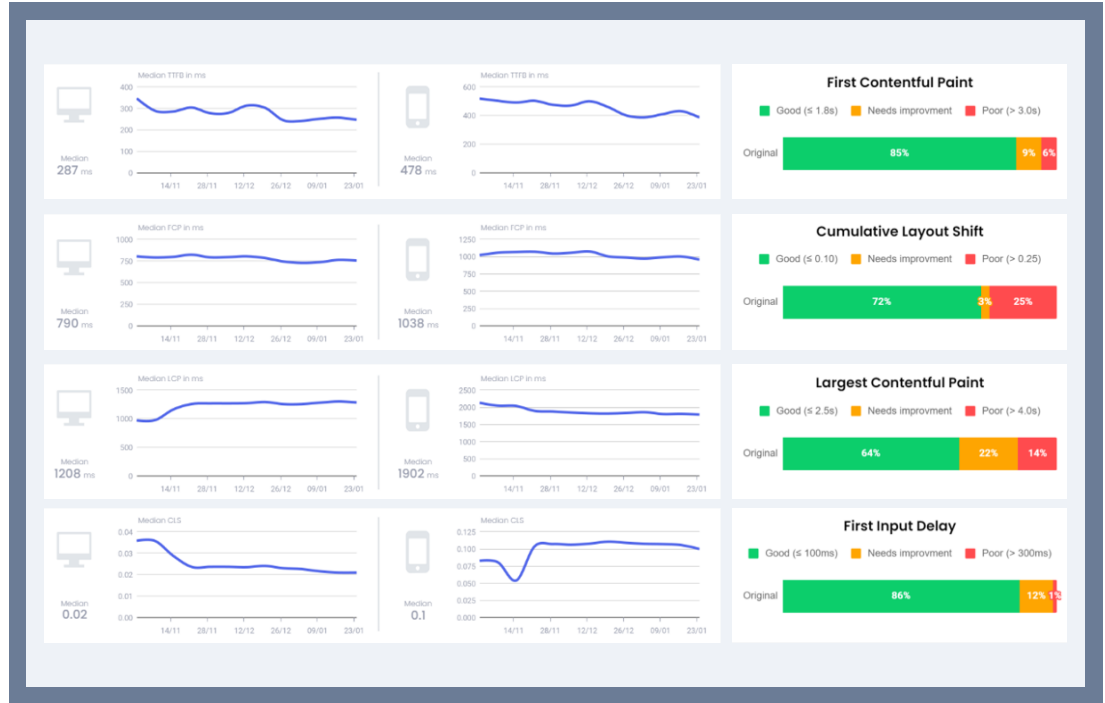 Median TTFB in ms
400
300
200
100
0
14/11 28/11 12/12 26/12 09/01 23/01
Median
287 ms
Median TTFB in ms
600
400
200
0
14/11 28/11 12/12 26/12 09/01 23/01
Median
478 ms
First Contentful Paint
Good (≤ 1.8s) Needs improvment Poor (> 3.0s)
Original 85% 9% 6%
Median FCP in ms
1000
750
500
250
0
14/11 28/11 12/12 26/12 09/01 23/01
Median
790 ms
Median FCP in ms
1250
1000
750
500
250
0
14/11 28/11 12/12 26/12 09/01 23/01
Median
1038 ms
Cumulative Layout Shift
Good (≤ 0.10) Needs improvment Poor (> 0.25)
Original 72% 3% 25%
Median LCP in ms
1500
1000
500
0
14/11 28/11 12/12 26/12 09/01 23/01
Median
1208 ms
Median LCP in ms
2500
2000
1500
1000
500
0
14/11 28/11 12/12 26/12 09/01 23/01
Median
1902 ms
Largest Contentful Paint
Good (≤ 2.5s) Needs improvment Poor (> 4.0s)
Original 64% 22% 14%
Median CLS
0.04
0.03
0.02
0.01
0.00
14/11 28/11 12/12 26/12 09/01 23/01
Median
0.02
Median CLS
0.125
0.100
0.075
0.050
0.025
0.000
14/11 28/11 12/12 26/12 09/01 23/01
Median
0.1
First Input Delay
Good (≤ 100ms) Needs improvment Poor (> 300ms)
Original 86% 12% 1%